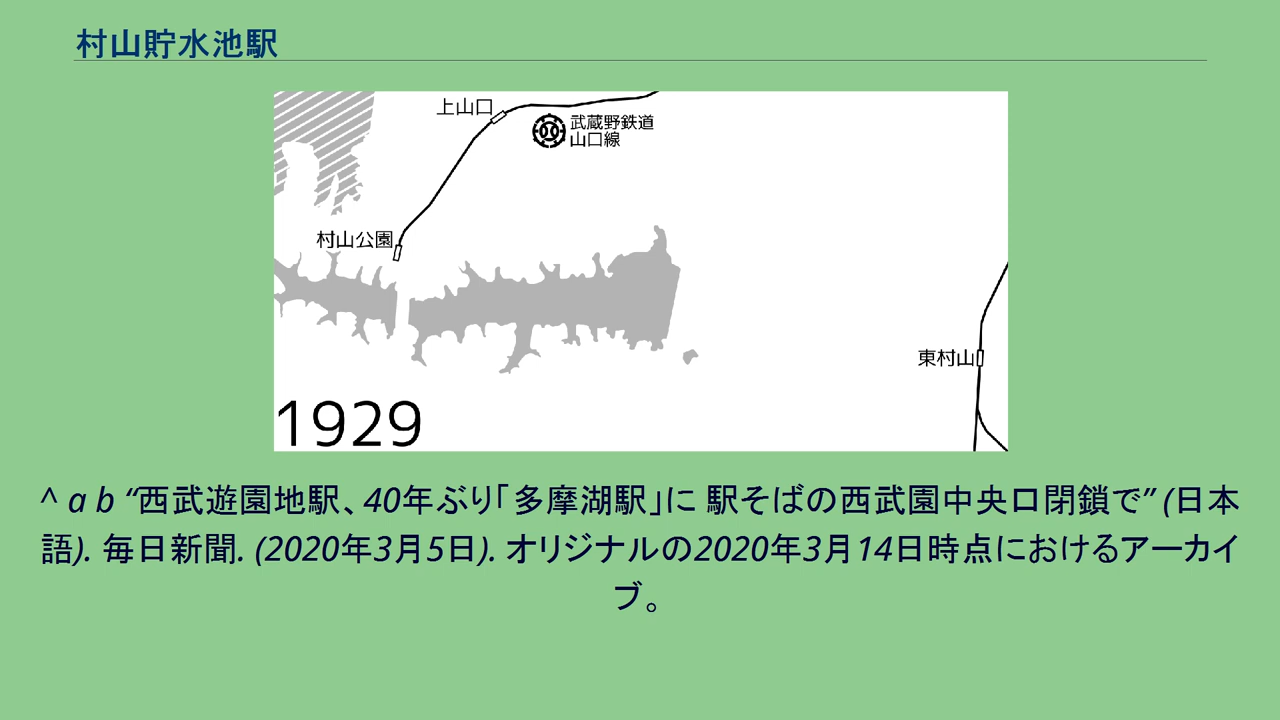 村山貯水池駅
上山口
武蔵野鉄道
山口線
村山公園
東村山
1929
^ a b “西武遊園地駅、40年ぶり｢多摩湖駅｣に 駅そばの西武園中央口閉鎖で” (日本
語). 毎日新聞. (2020年3月5日). オリジナルの2020年3月14日時点におけるアーカイ
ブ。